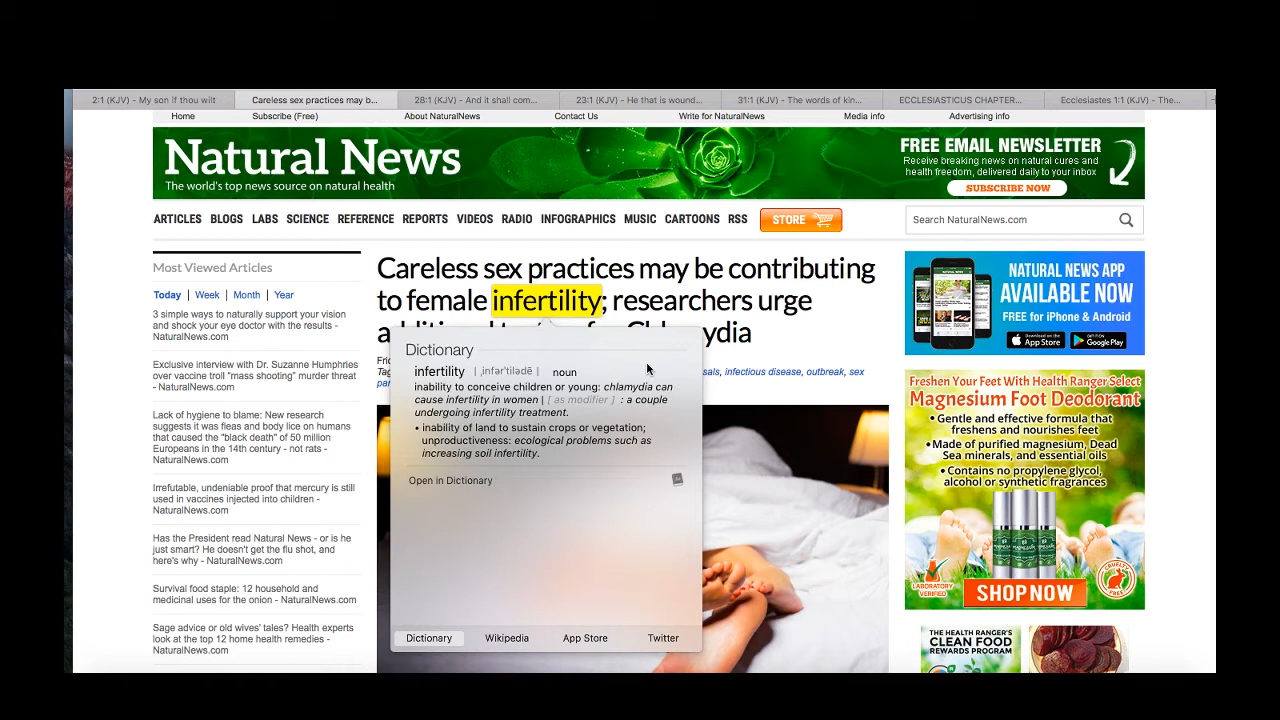 2:1 (KJV) - My son if thou wilt
Careless sex practices may b...
28:1 (KJV) - And it shall com...
23:1 (KJV) - He that is wound...
31:1 (KJV) - The words of kin...
ECCLESIASTICUS CHAPTER...
Ecclesiastes 1:1 (KJV) - The...
Home
Subscribe (Free)
About NaturalNews
Contact Us
Write for NaturalNews
Media info
Advertising info
Natural News
The world's top news source on natural health
FREE EMAIL NEWSLETTER
Receive breaking news on natural cures and
health freedom, delivered daily to your inbox
SUBSCRIBE NOW
ARTICLES BLOGS LABS SCIENCE REFERENCE REPORTS VIDEOS RADIO INFOGRAPHICS MUSIC CARTOONS RSS STORE
Search NaturalNews.com
Most Viewed Articles
Today | Week | Month | Year
3 simple ways to naturally support your vision
and shock your eye doctor with the results -
NaturalNews.com
Exclusive interview with Dr. Suzanne Humphries
over vaccine troll "mass shooting" murder threat
- NaturalNews.com
Lack of hygiene to blame: New research
suggests it was fleas and body lice on humans
that caused the "black death" of 50 million
Europeans in the 14th century - not rats -
NaturalNews.com
Irrefutable, undeniable proof that mercury is still
used in vaccines injected into children -
NaturalNews.com
Has the President read Natural News - or is he
just smart? He doesn't get the flu shot, and
here's why - NaturalNews.com
Survival food staple: 12 household and
medicinal uses for the onion - NaturalNews.com
Sage advice or old wives' tales? Health experts
look at the top 12 home health remedies -
NaturalNews.com
Careless sex practices may be contributing
to female infertility; researchers urge
sals, infectious disease, outbreak, sex
Dictionary
infertility | ˌinfərˈtilədē | noun
inability to conceive children or young: chlamydia can
cause infertility in women | [ as modifier ] : a couple
undergoing infertility treatment.
• inability of land to sustain crops or vegetation;
unproductiveness: ecological problems such as
increasing soil infertility.
Open in Dictionary
Dictionary
Wikipedia
App Store
Twitter
NATURAL NEWS APP
AVAILABLE NOW
FREE for iPhone & Android
Download on the
App Store
GET IT ON
Google Play
Freshen Your Feet With Health Ranger Select
Magnesium Foot Deodorant
• Gentle and effective formula that
freshens and nourishes feet
• Made of purified magnesium, Dead
Sea minerals, and essential oils
• Contains no propylene glycol,
alcohol or synthetic fragrances
LABORATORY
VERIFIED
SHOP NOW
CRUELTY
FREE
THE HEALTH RANGER'S
CLEAN FOOD
REWARDS PROGRAM